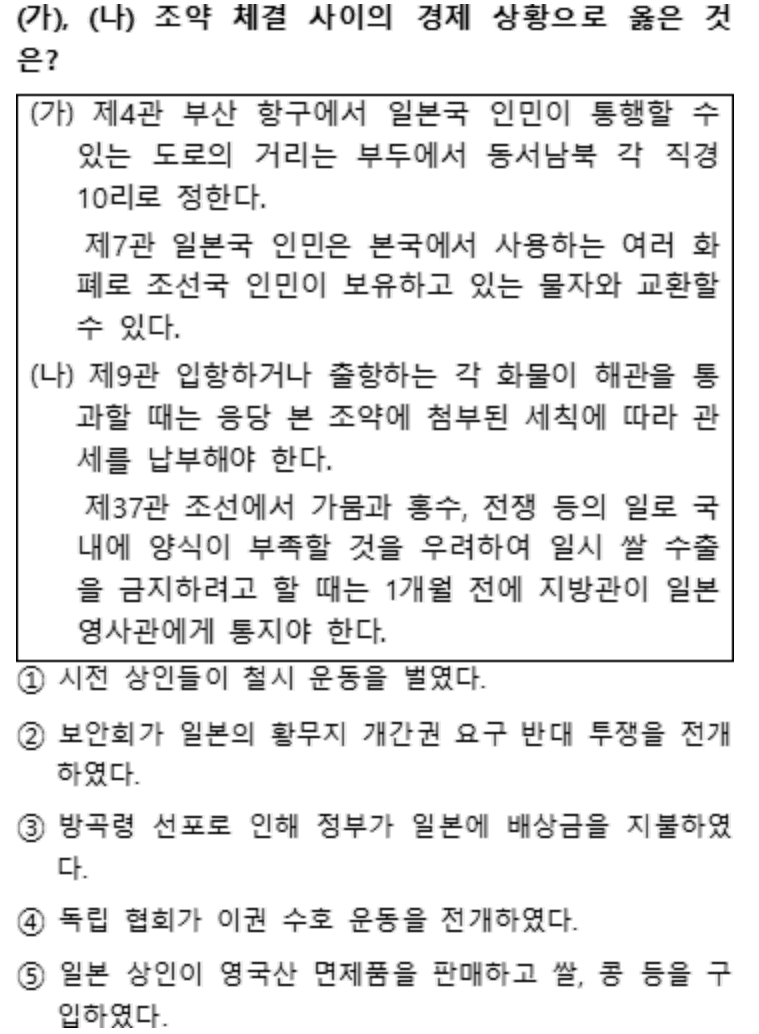 (가), (나) 조약 체결 사이의 경제 상황으로 옳은 것
은?
(가) 제4관 부산 항구에서 일본국 인민이 통행할 수
있는 도로의 거리는 부두에서 동서남북 각 직경
10리로 정한다.
제7관 일본국 인민은 본국에서 사용하는 여러 화
폐로 조선국 인민이 보유하고 있는 물자와 교환할
수 있다.
(나) 제9관 입항하거나 출항하는 각 화물이 해관을 통
과할 때는 응당 본 조약에 첨부된 세칙에 따라 관
세를 납부해야 한다.
제37관 조선에서 가뭄과 홍수, 전쟁 등의 일로 국
내에 양식이 부족할 것을 우려하여 일시 쌀 수출
을 금지하려고 할 때는 1개월 전에 지방관이 일본
영사관에게 통지야 한다.
① 시전 상인들이 철시 운동을 벌였다.
② 보안회가 일본의 황무지 개간권 요구 반대 투쟁을 전개
하였다.
③ 방곡령 선포로 인해 정부가 일본에 배상금을 지불하였
다.
④ 독립 협회가 이권 수호 운동을 전개하였다.
⑤ 일본 상인이 영국산 면제품을 판매하고 쌀, 콩 등을 구
입하였다.